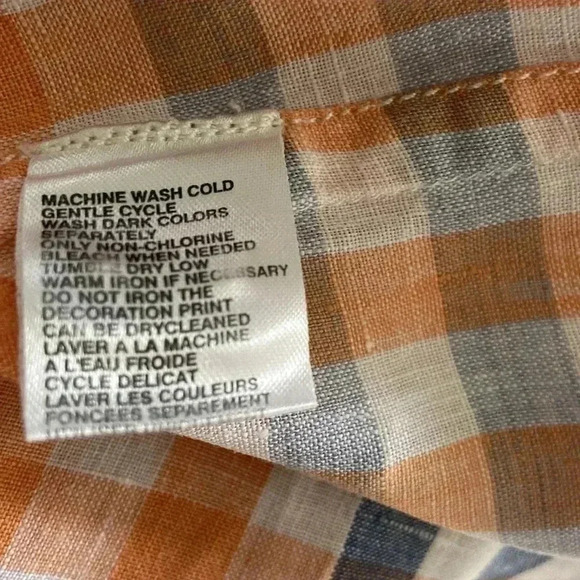 MACHINE WASH COLD
GENTLE CYCLE
WASH DARK COLORS
SEPARATELY
ONLY NON-CHLORINE
BLEACH WHEN NEEDED
TUMBLE DRY LOW
WARM IRON IF NECESSARY
DO NOT IRON THE
DECORATION PRINT
CAN BE DRYCLEANED
LAVER A LA MACHINE
A L'EAU FROIDE
CYCLE DELICAT
LAVER LES COULEURS
FONCEES SEPAREMENT